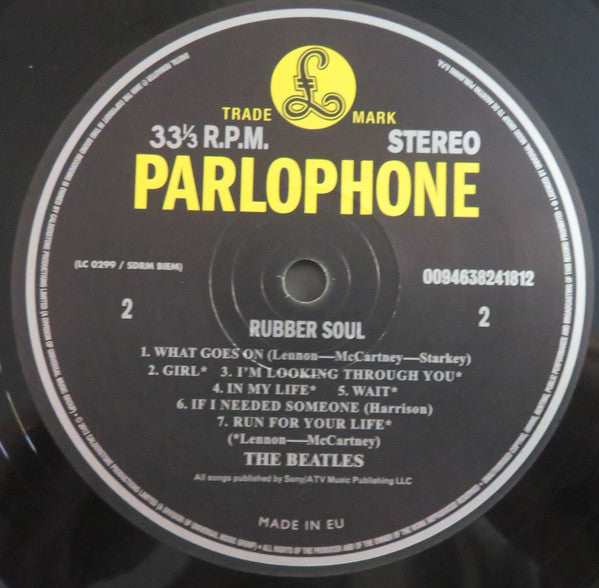 £
TRADE MARK
33⅓ R.P.M. STEREO
PARLOPHONE
(LC 0299 / SDRM BIEM) 0094638241812
2 2
RUBBER SOUL
1. WHAT GOES ON (Lennon—McCartney—Starkey)
2. GIRL* 3. I'M LOOKING THROUGH YOU*
4. IN MY LIFE* 5. WAIT*
6. IF I NEEDED SOMEONE (Harrison)
7. RUN FOR YOUR LIFE*
(*Lennon—McCartney)
THE BEATLES
All songs published by Sony/ATV Music Publishing LLC
MADE IN EU